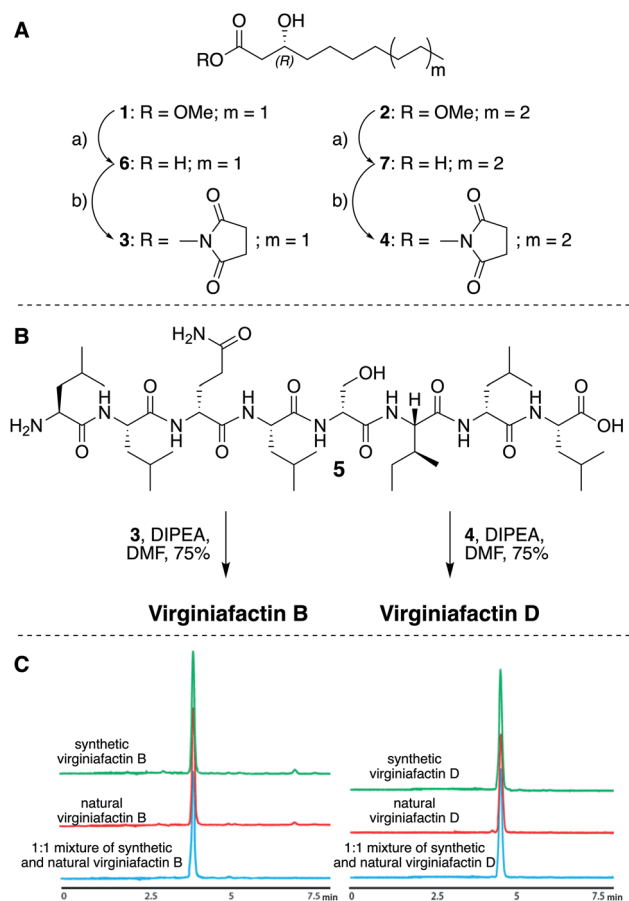 A
O
OH
RO
(R)
m
1: R = OMe; m = 1
2: R = OMe; m = 2
a)
a)
6: R = H; m = 1
7: R = H; m = 2
b)
b)
O
O
3: R = N ; m = 1
4: R = N ; m = 2
O
O
B
H2N
O
OH
H
N
O
H
N
O
H
N
H
O
H
N
O
H2N
O
N
H
O
N
H
O
N
H
O
OH
5
3, DIPEA,
DMF, 75%
4, DIPEA,
DMF, 75%
Virginiafactin B
Virginiafactin D
C
synthetic
virginiafactin B
natural
virginiafactin B
1:1 mixture of synthetic
and natural virginiafactin B
0
2.5
5
7.5 min
synthetic
virginiafactin D
natural
virginiafactin D
1:1 mixture of synthetic
and natural virginiafactin D
0
2.5
5
7.5 min